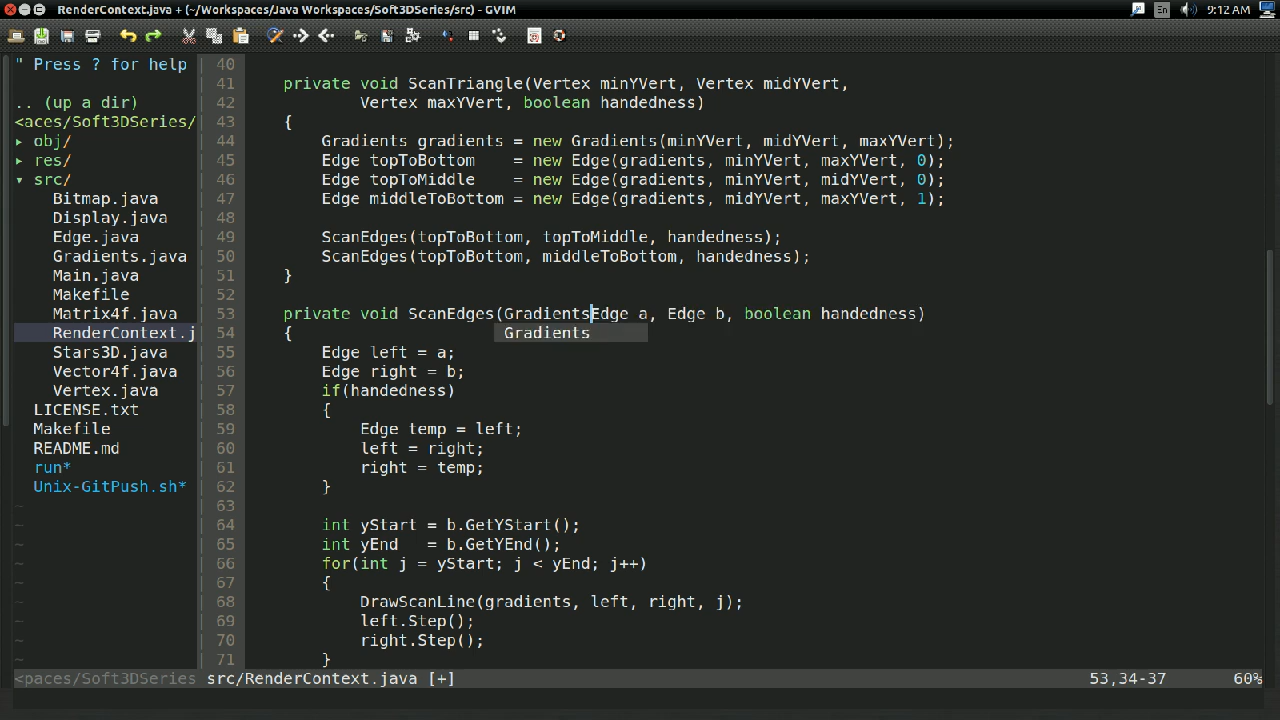 RenderContext.java + (~/Workspaces/Java Workspaces/Soft3DSeries/src) - GVIM
En
9:12 AM
" Press ? for help
.. (up a dir)
<aces/Soft3DSeries/
▸ obj/
▸ res/
▾ src/
Bitmap.java
Display.java
Edge.java
Gradients.java
Main.java
Makefile
Matrix4f.java
RenderContext.j
Stars3D.java
Vector4f.java
Vertex.java
LICENSE.txt
Makefile
README.md
run*
Unix-GitPush.sh*
~
~
~
~
~
~
~
~
~
40
41 private void ScanTriangle(Vertex minYVert, Vertex midYVert,
42 Vertex maxYVert, boolean handedness)
43 {
44 Gradients gradients = new Gradients(minYVert, midYVert, maxYVert);
45 Edge topToBottom    = new Edge(gradients, minYVert, maxYVert, 0);
46 Edge topToMiddle    = new Edge(gradients, minYVert, midYVert, 0);
47 Edge middleToBottom = new Edge(gradients, midYVert, maxYVert, 1);
48
49 ScanEdges(topToBottom, topToMiddle, handedness);
50 ScanEdges(topToBottom, middleToBottom, handedness);
51 }
52
53 private void ScanEdges(GradientsEdge a, Edge b, boolean handedness)
54 { Gradients
55 Edge left = a;
56 Edge right = b;
57 if(handedness)
58 {
59 Edge temp = left;
60 left = right;
61 right = temp;
62 }
63
64 int yStart = b.GetYStart();
65 int yEnd   = b.GetYEnd();
66 for(int j = yStart; j < yEnd; j++)
67 {
68 DrawScanLine(gradients, left, right, j);
69 left.Step();
70 right.Step();
71 }
<paces/Soft3DSeries src/RenderContext.java [+] 53,34-37 60%